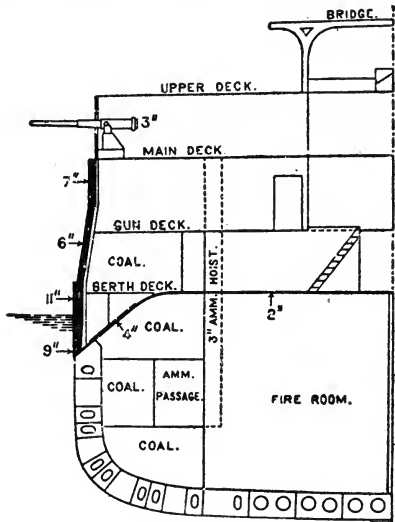 BRIDGE.
UPPER DECK.
3"
MAIN DECK.
7"
GUN DECK.
6"
COAL.
3" AMM. HOIST.
BERTH DECK.
11"
2"
4"
COAL.
9"
COAL.
AMM.
PASSAGE.
FIRE ROOM.
COAL.